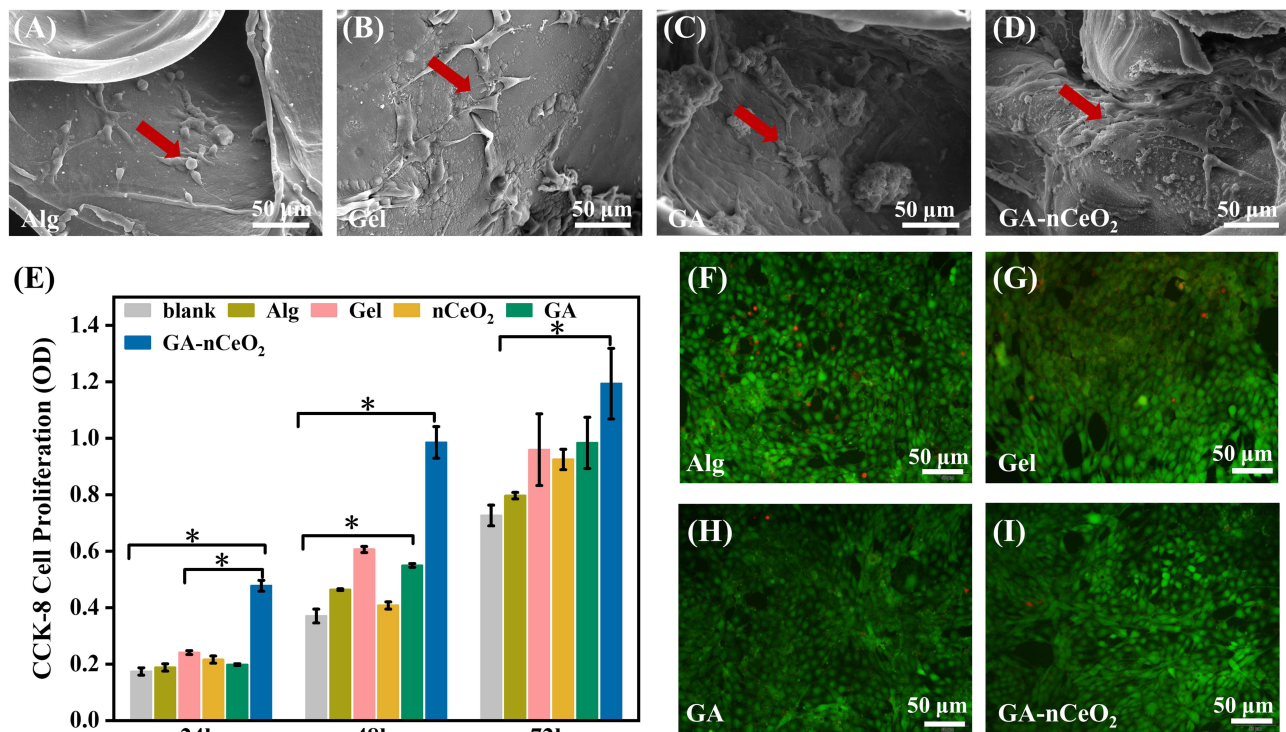 (A)
Alg
50 μm
(B)
Gel
50 μm
(C)
GA
50 μm
(D)
GA-nCeO₂
50 μm
(E)
CCK-8 Cell Proliferation (OD)
blank Alg Gel nCeO₂ GA
GA-nCeO₂
1.4
1.2
1.0
0.8
0.6
0.4
0.2
0.0
*
*
*
*
*
(F)
Alg
50 μm
(G)
Gel
50 μm
(H)
GA
50 μm
(I)
GA-nCeO₂
50 μm